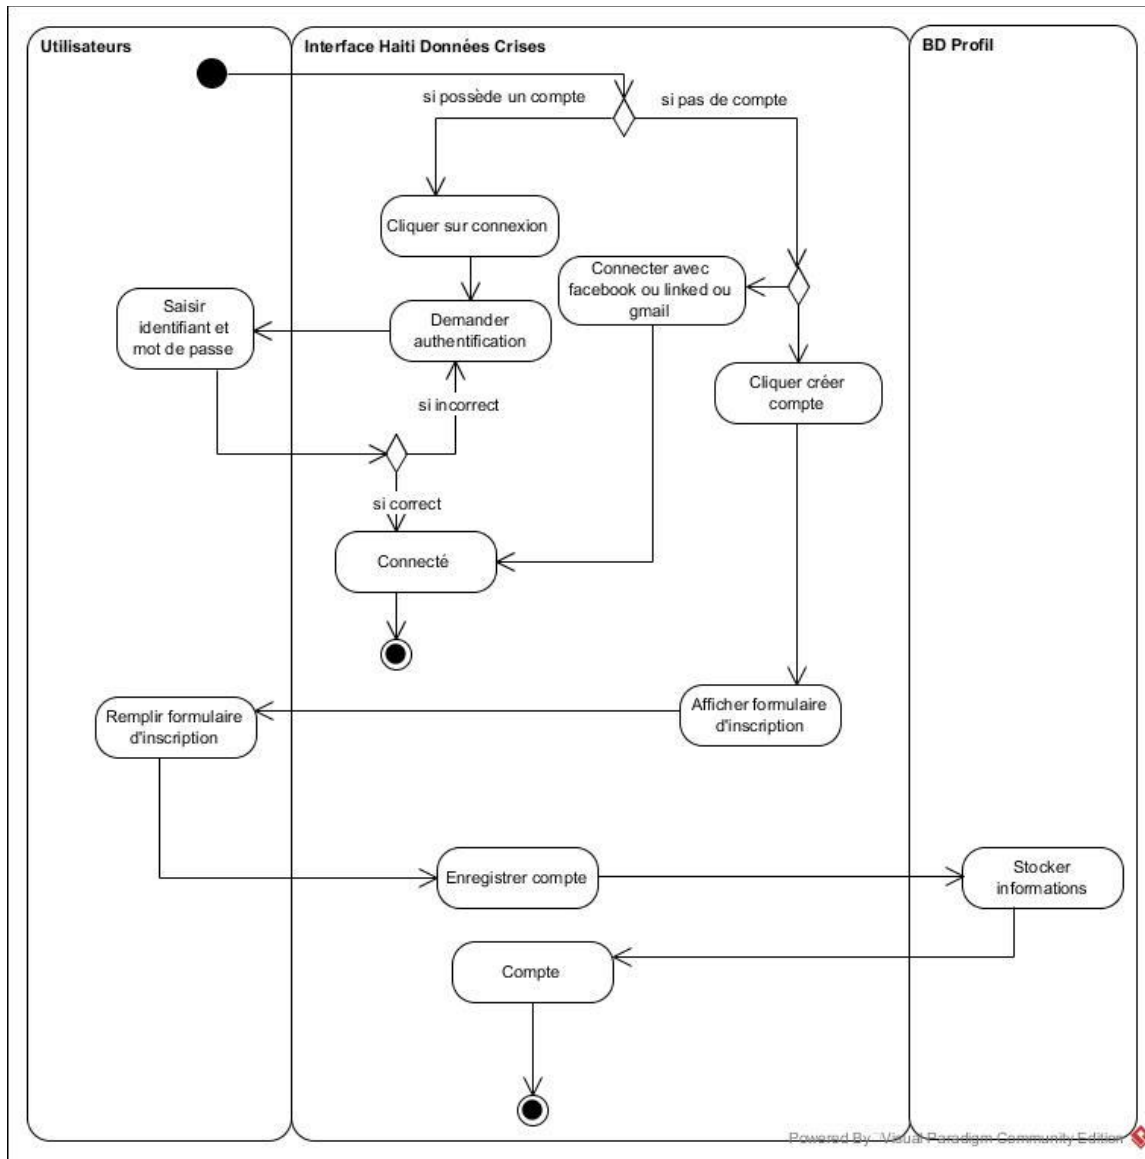 Utilisateurs
Interface Haiti Données Crises
BD Profil
si possède un compte
si pas de compte
Cliquer sur connexion
Connecter avec
facebook ou linked ou
gmail
Saisir
identifiant et
mot de passe
Demander
authentification
Cliquer créer
compte
si incorrect
si correct
Connecté
Remplir formulaire
d'inscription
Afficher formulaire
d'inscription
Enregistrer compte
Stocker
informations
Compte
Powered By Visual Paradigm Community Edition